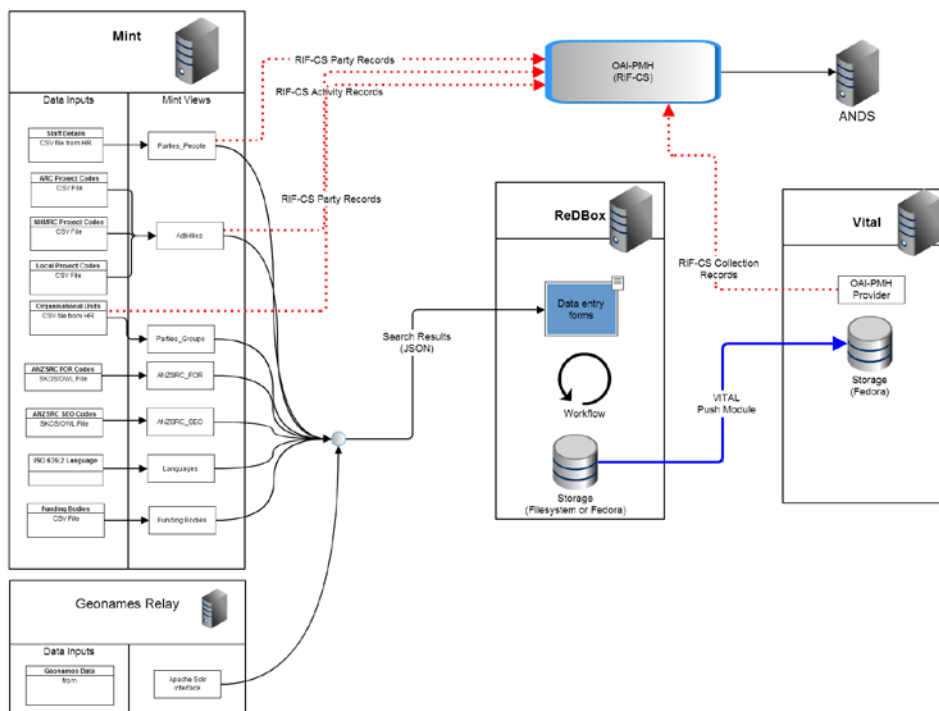 Mint
Data Inputs
Mint Views
Staff Details
CSV file from HR
Parties_People
ARC Project Codes
CSV File
NHMRC Project Codes
CSV File
Activities
Local Project Codes
CSV File
Organisational Units
CSV file from HR
Parties_Groups
ANZSRC FOR Codes
SKOS/OWL File
ANZSRC_FOR
ANZSRC SEO Codes
SKOS/OWL File
ANZSRC_SEO
ISO 639.2 Language
Languages
Funding Bodies
CSV File
Funding Bodies
Geonames Relay
Data Inputs
Geonames Data
from
Apache Solr
interface
RIF-CS Party Records
RIF-CS Activity Records
RIF-CS Party Records
OAI-PMH
(RIF-CS)
ANDS
Search Results
(JSON)
ReDBox
Data entry
forms
Workflow
Storage
(Filesystem or Fedora)
RIF-CS Collection
Records
VITAL
Push Module
Vital
OAI-PMH
Provider
Storage
(Fedora)